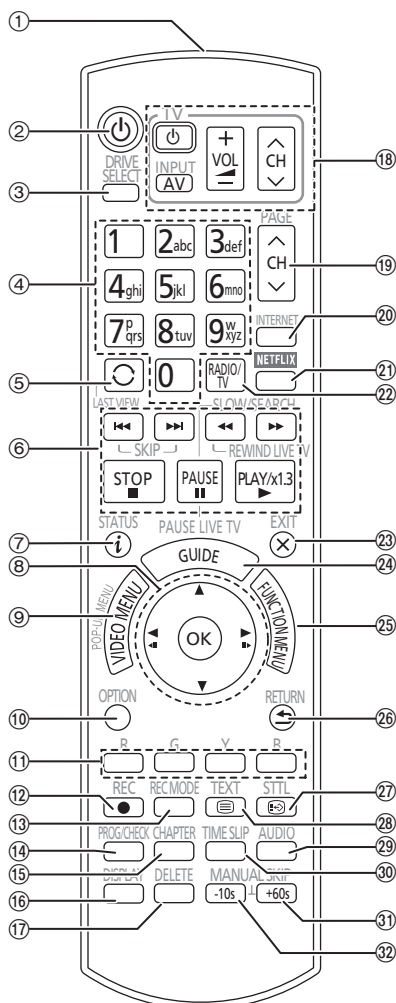 ①
②
TV
DRIVE
SELECT
INPUT
AV
+
VOL
−
CH
⑱
③
PAGE
④
1
2abc
3def
CH
⑲
4ghi
5jkl
6mno
INTERNET
⑳
7pqrs
8tuv
9wxyz
NETFLIX
㉑
⑤
0
RADIO/
TV
㉒
LAST VIEW
SLOW/SEARCH
⑥
SKIP
REWIND LIVE TV
STOP
PAUSE
PLAY/x1.3
STATUS
PAUSE LIVE TV
EXIT
⑦
i
㉓
⑧
GUIDE
㉔
⑨
POP-UP MENU
VIDEO MENU
OK
FUNCTION MENU
㉕
OPTION
RETURN
⑩
㉖
R G Y B
⑪
REC
REC MODE
TEXT
STTL
⑫
㉗
⑬
㉘
PROG/CHECK
CHAPTER
TIME SLIP
AUDIO
⑭
㉙
⑮
㉚
DISPLAY
DELETE
MANUAL SKIP
⑯
-10s
+60s
㉛
⑰
㉜